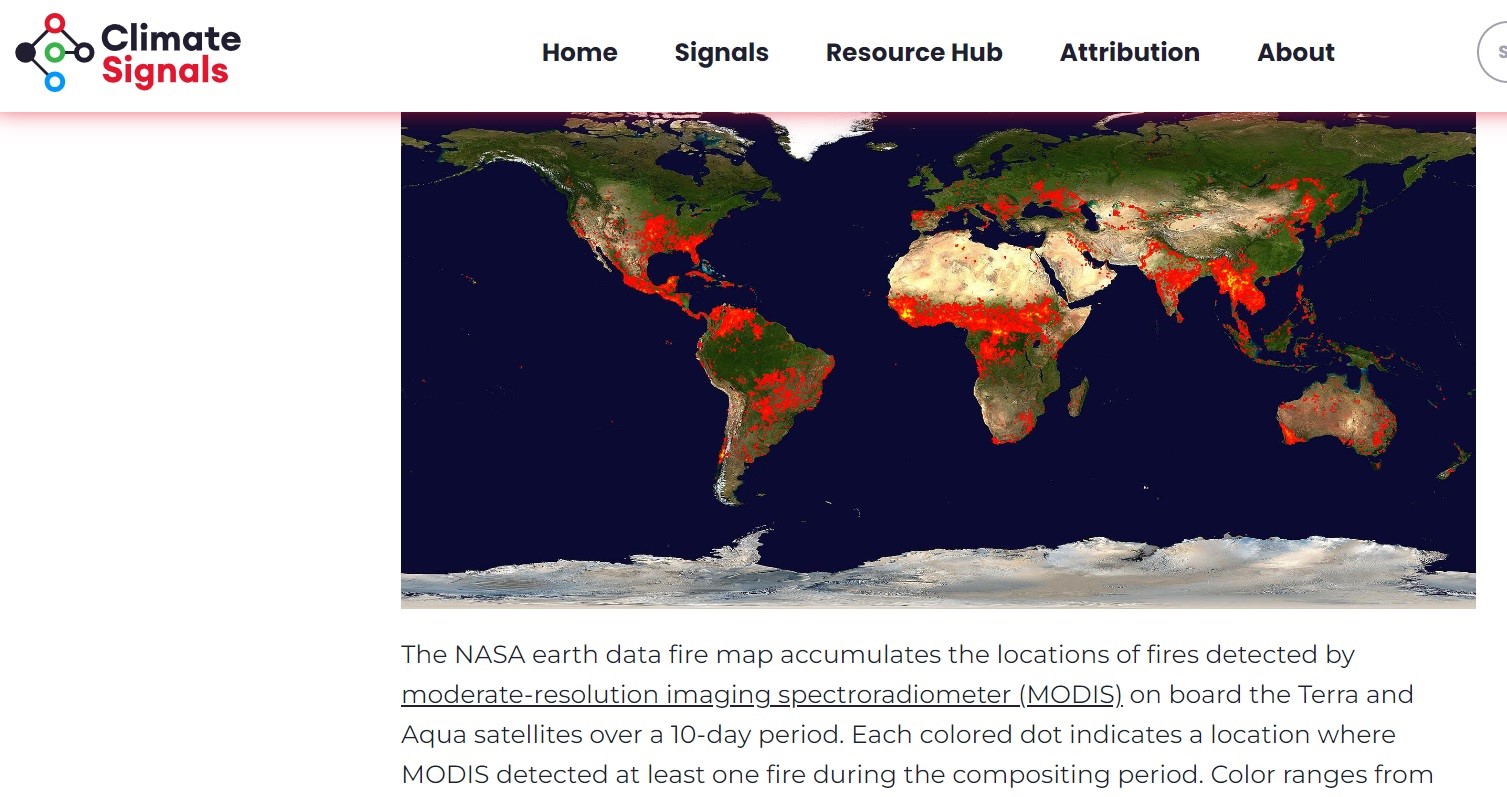 Climate
Signals
Home Signals Resource Hub Attribution About
The NASA earth data fire map accumulates the locations of fires detected by
moderate-resolution imaging spectroradiometer (MODIS) on board the Terra and
Aqua satellites over a 10-day period. Each colored dot indicates a location where
MODIS detected at least one fire during the compositing period. Color ranges from